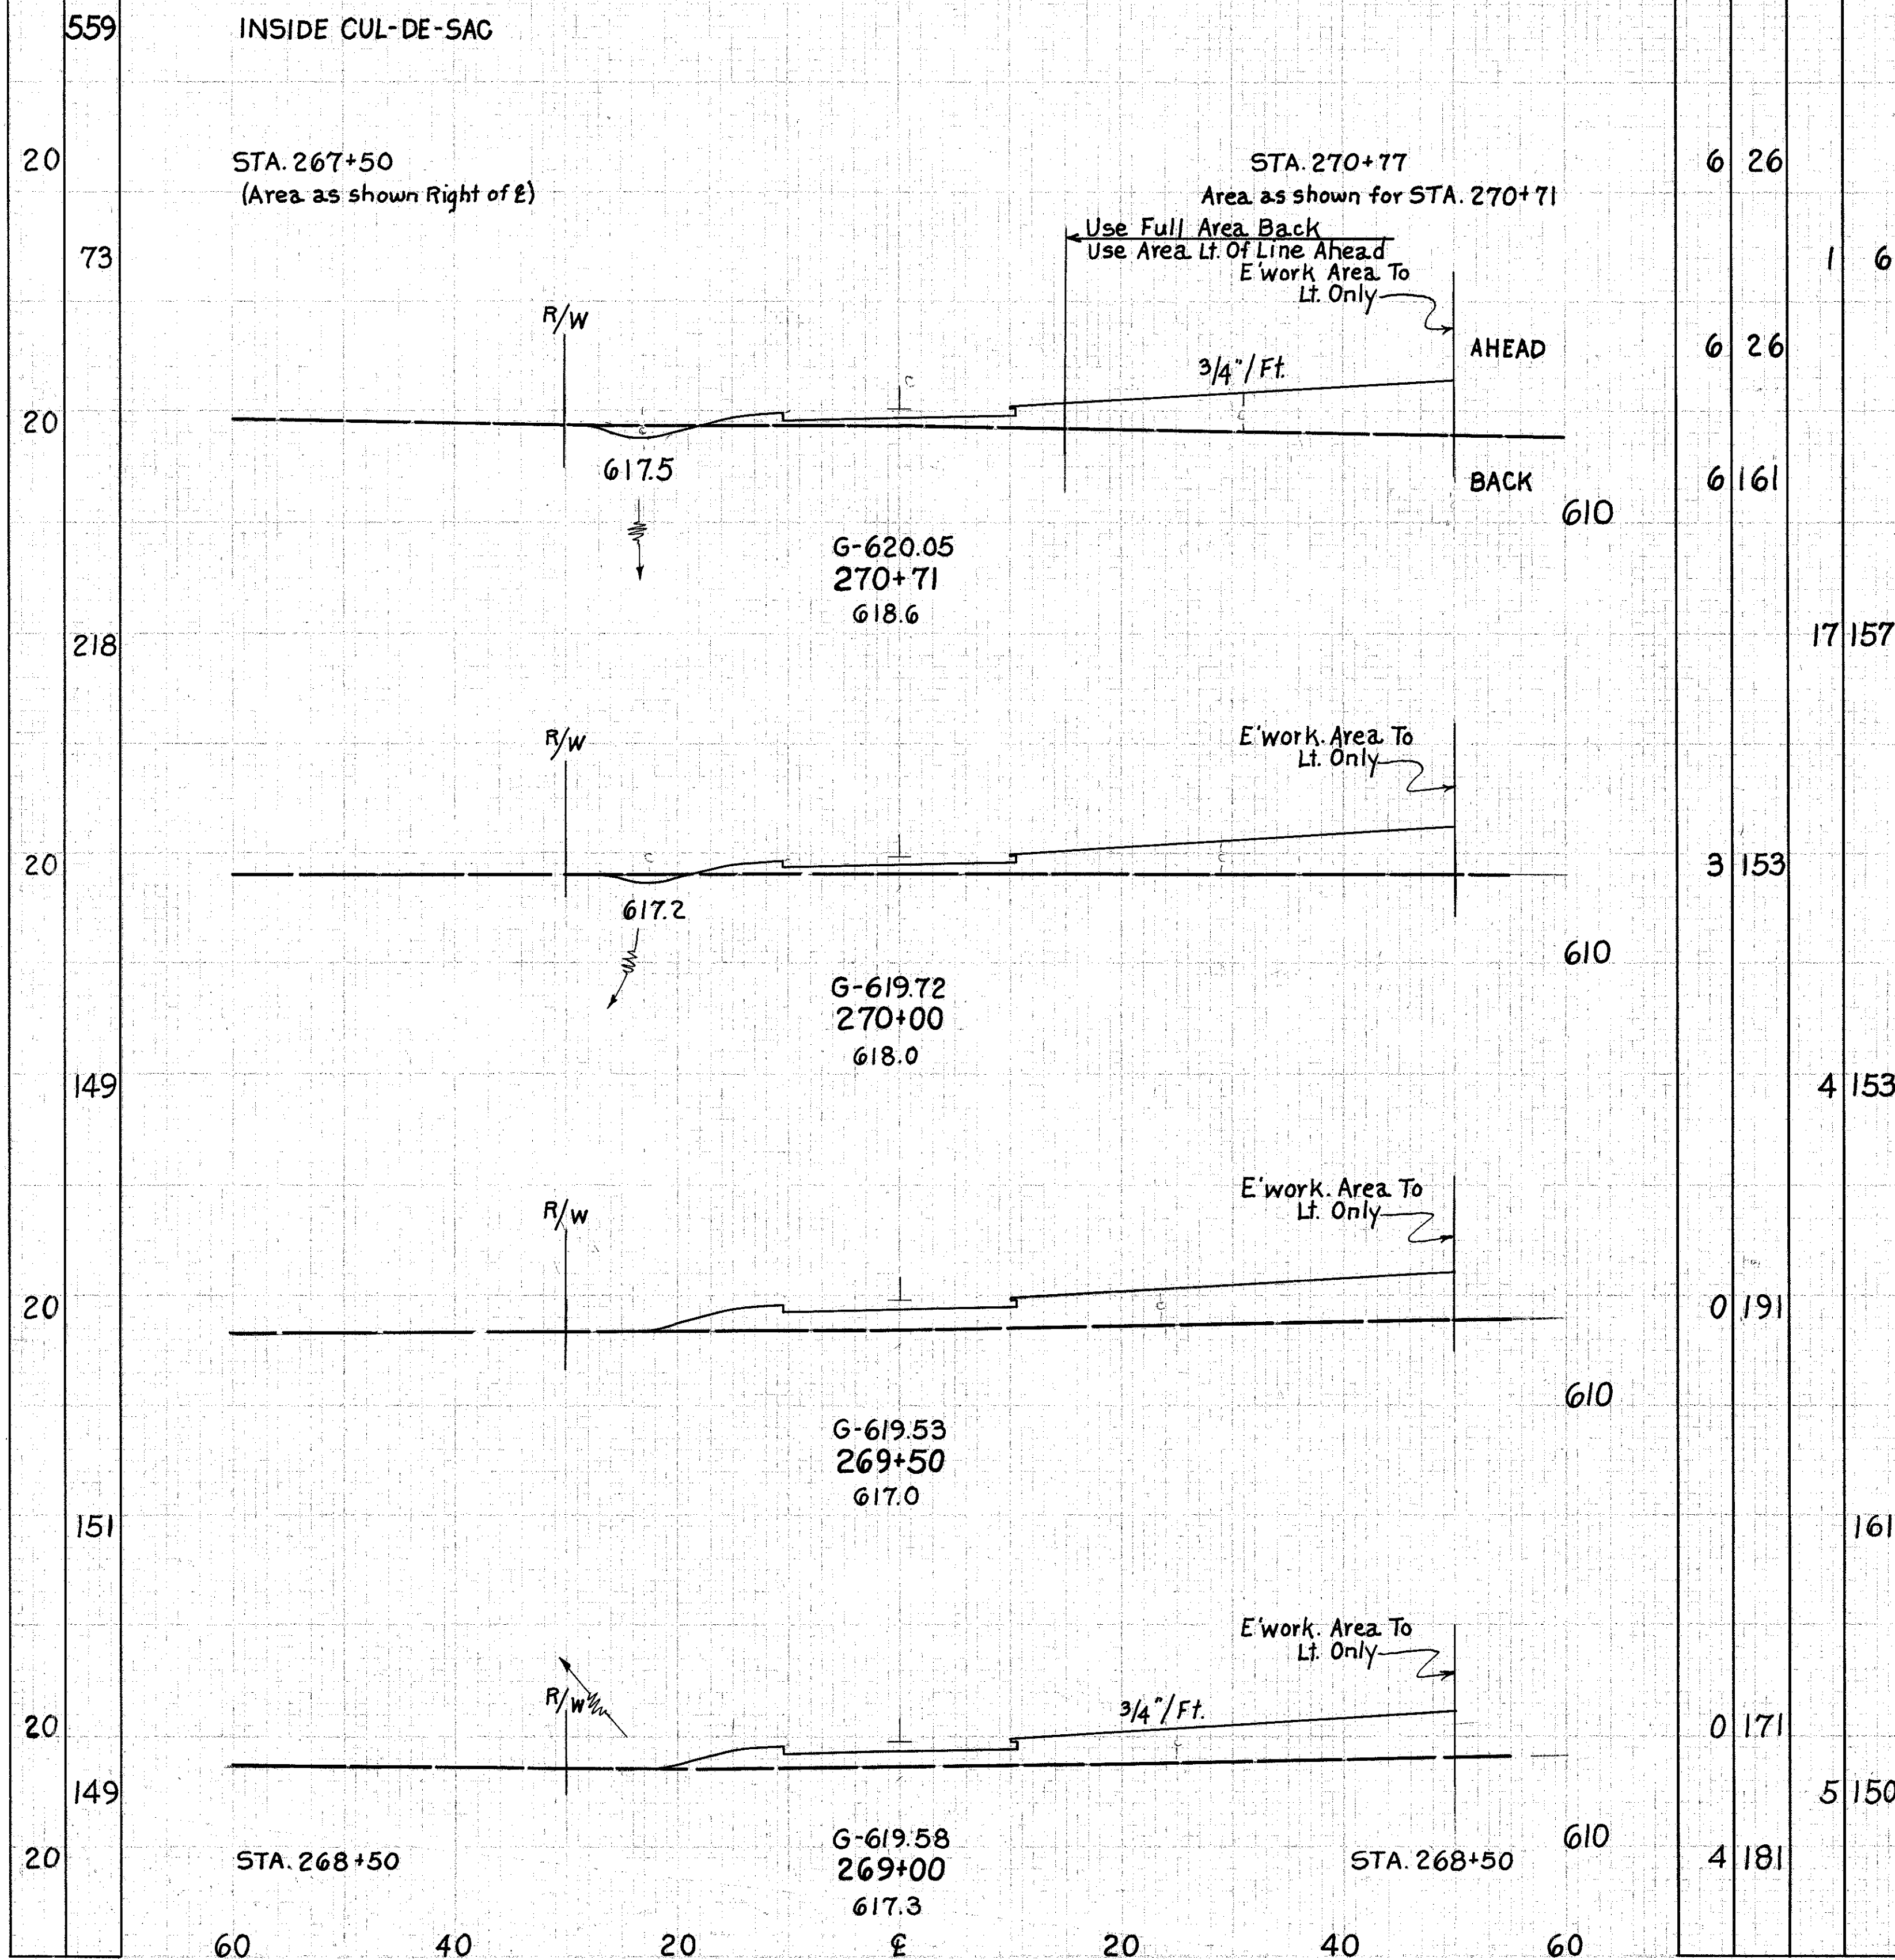 559 INSIDE CUL-DE-SAC
20 STA. 267+50 STA. 270+77 6 26
(Area as shown Right of ℄) Area as shown for STA. 270+71
Use Full Area Back
73 Use Area Lt. Of Line Ahead 1 6
E'work Area To
Lt. Only
R/W
AHEAD 6 26
3/4"/Ft.
20
617.5
BACK 6 161
610
G-620.05
270+71
618.6
218 17 157
R/W E'work. Area To
Lt. Only
20 3 153
617.2
610
G-619.72
270+00
618.0
149 4 153
E'work. Area To
R/W Lt. Only
20 0 191
610
G-619.53
269+50
617.0
151 161
E'work. Area To
Lt. Only
R/W
3/4"/Ft.
20 0 171
149 5 150
G-619.58 610
20 STA. 268+50 269+00 STA. 268+50 4 181
617.3
60 40 20 ℄ 20 40 60